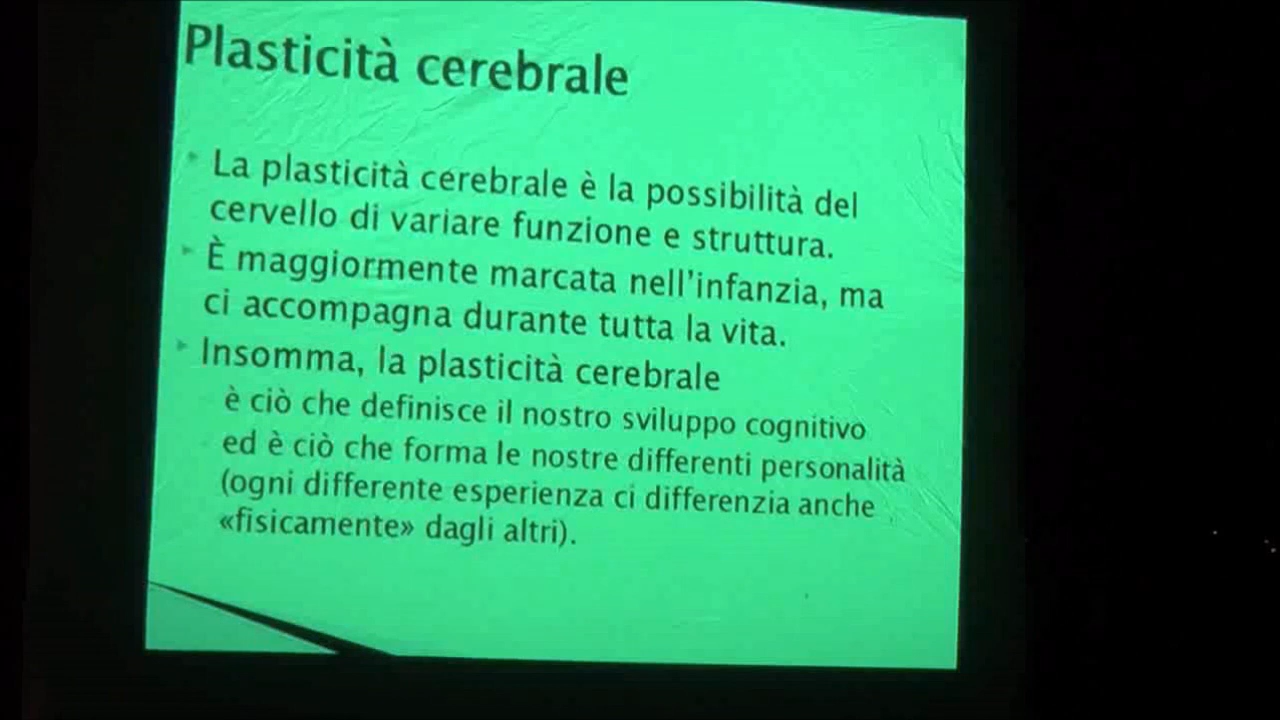 Plasticità cerebrale
La plasticità cerebrale è la possibilità del
cervello di variare funzione e struttura.
È maggiormente marcata nell'infanzia, ma
ci accompagna durante tutta la vita.
Insomma, la plasticità cerebrale
è ciò che definisce il nostro sviluppo cognitivo
ed è ciò che forma le nostre differenti personalità
(ogni differente esperienza ci differenzia anche
«fisicamente» dagli altri).